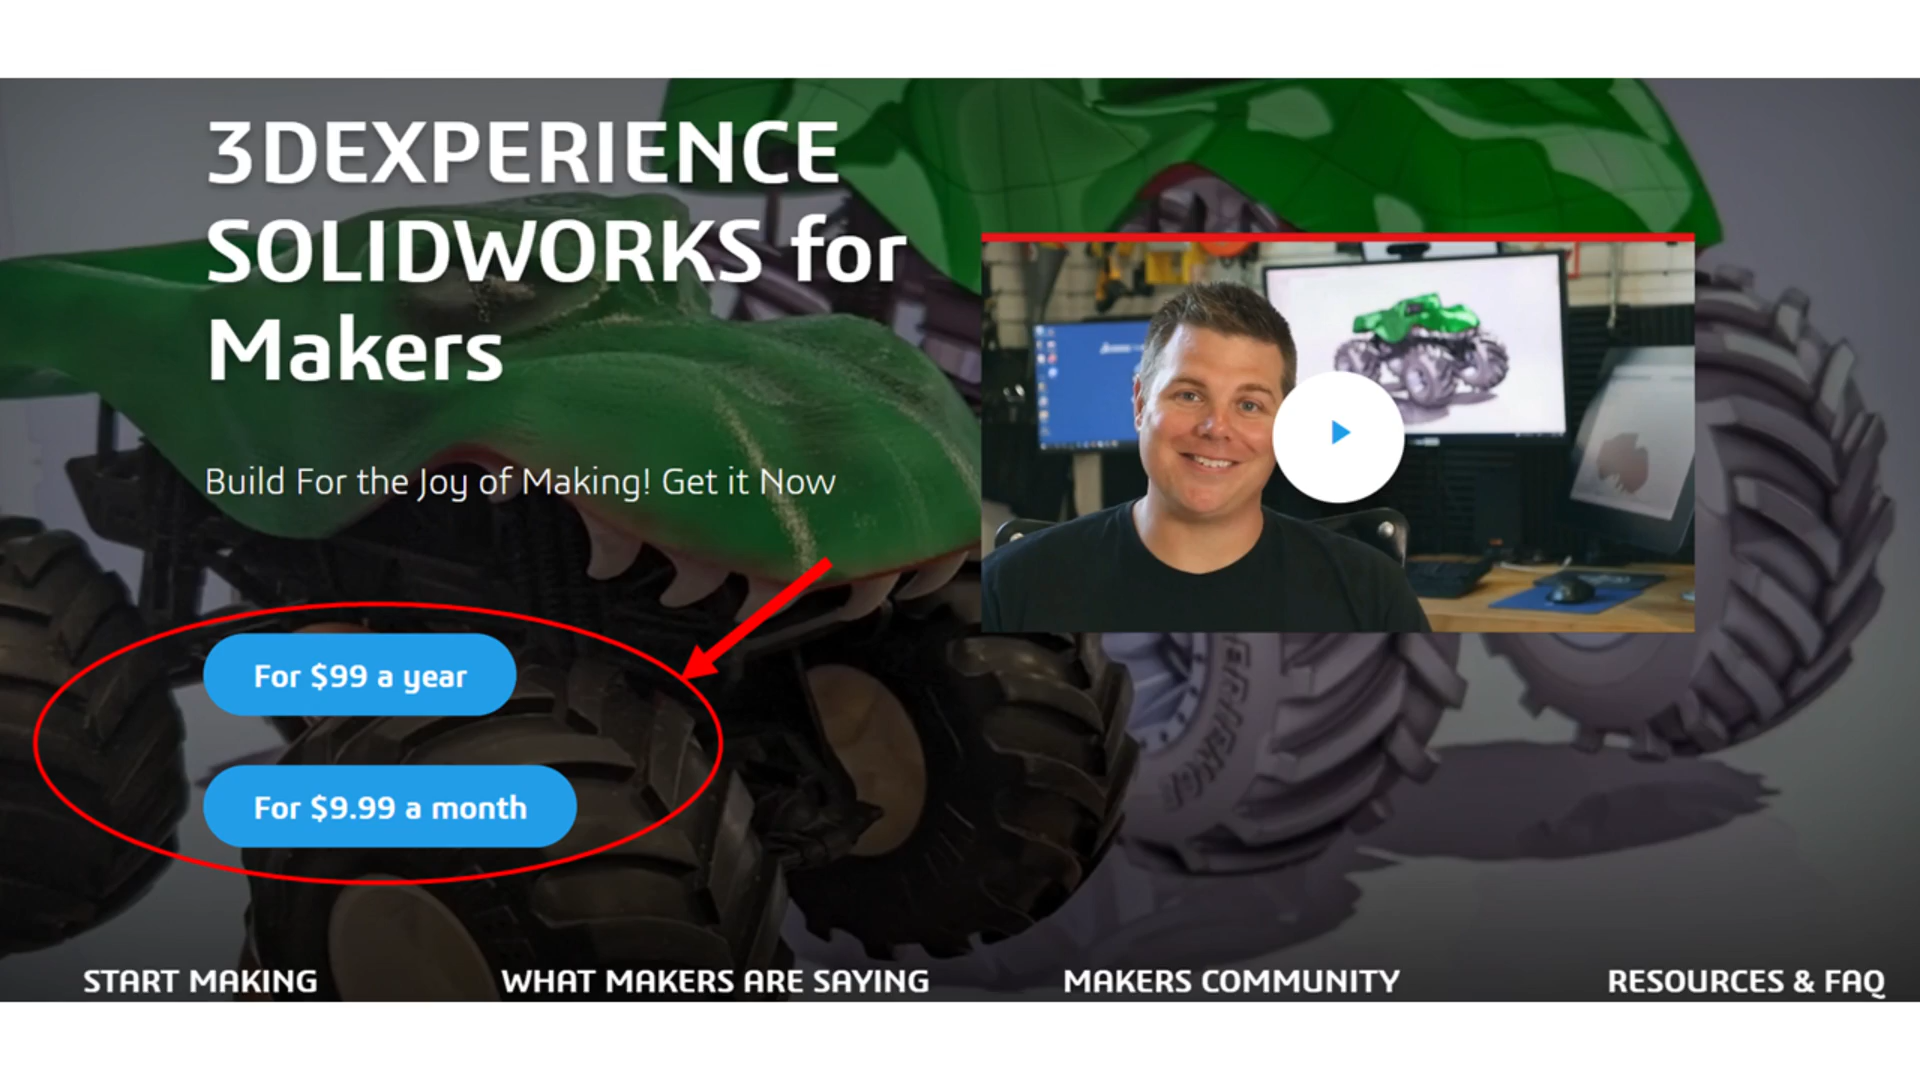 3DEXPERIENCE
SOLIDWORKS for
Makers
Build For the Joy of Making! Get it Now
For $99 a year
For $9.99 a month
START MAKING
WHAT MAKERS ARE SAYING
MAKERS COMMUNITY
RESOURCES & FAQ